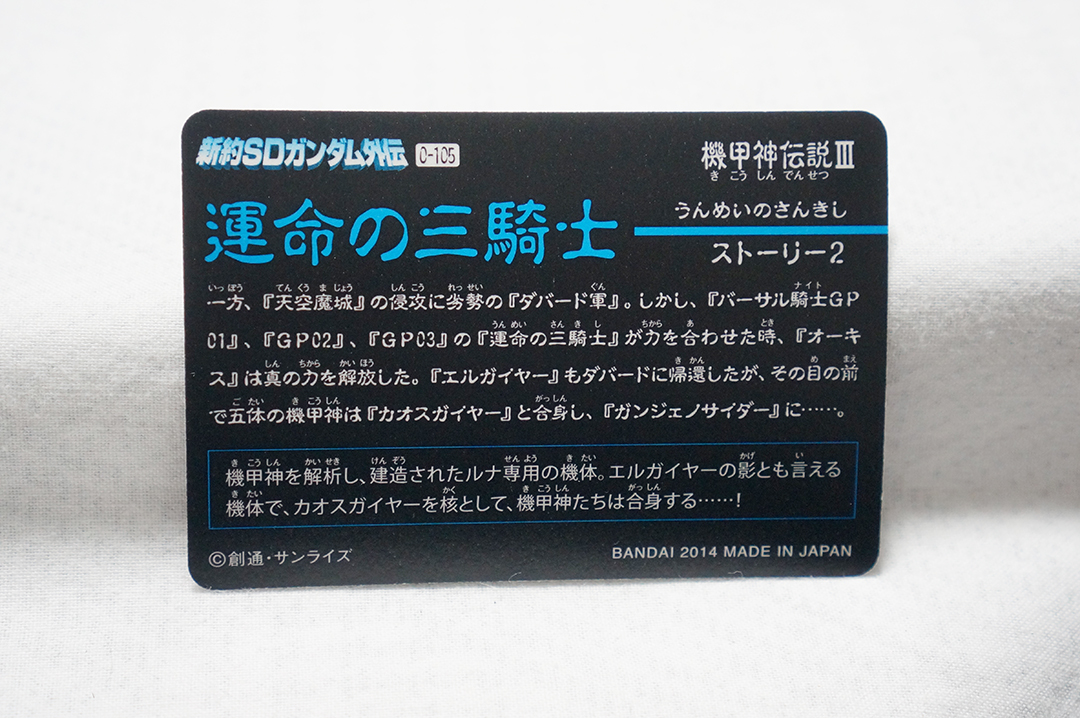 新約SDガンダム外伝 0-105
機甲神伝説Ⅲ
きこうしんでんせつ
運命の三騎士
うんめいのさんきし
ストーリー2
一方、『天空魔城』の侵攻に劣勢の『ダバード軍』。しかし、『バーサル騎士GP
01』、『GP02』、『GP03』の『運命の三騎士』が力を合わせた時、『オーキ
ス』は真の力を解放した。『エルガイヤー』もダバードに帰還したが、その目の前
で五体の機甲神は『カオスガイヤー』と合身し、『ガンジェノサイダー』に……。
機甲神を解析し、建造されたルナ専用の機体。エルガイヤーの影とも言える
機体で、カオスガイヤーを核として、機甲神たちは合身する……!
©創通・サンライズ
BANDAI 2014 MADE IN JAPAN